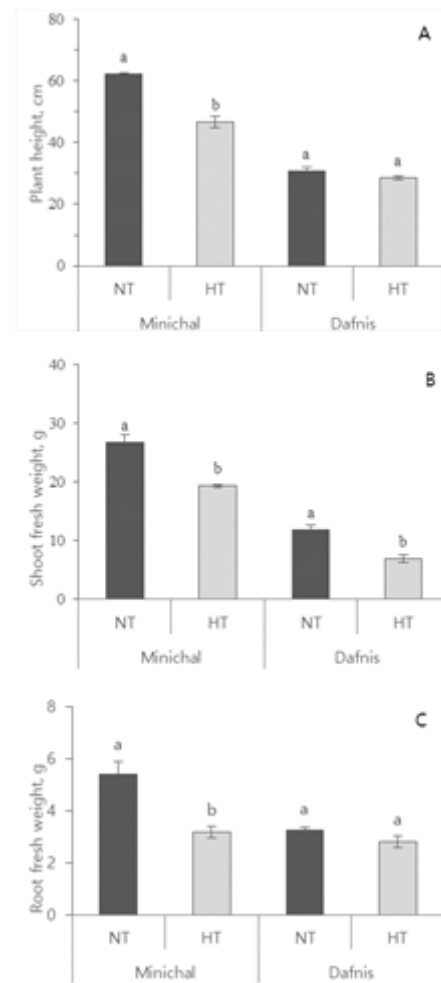 A
Plant height, cm
80
60
40
20
0
a
b
a
a
NT HT NT HT
Minichal Dafnis
B
Shoot fresh weight, g
40
30
20
10
0
a
b
a
b
NT HT NT HT
Minichal Dafnis
C
Root fresh weight, g
8
6
4
2
0
a
b
a
a
NT HT NT HT
Minichal Dafnis